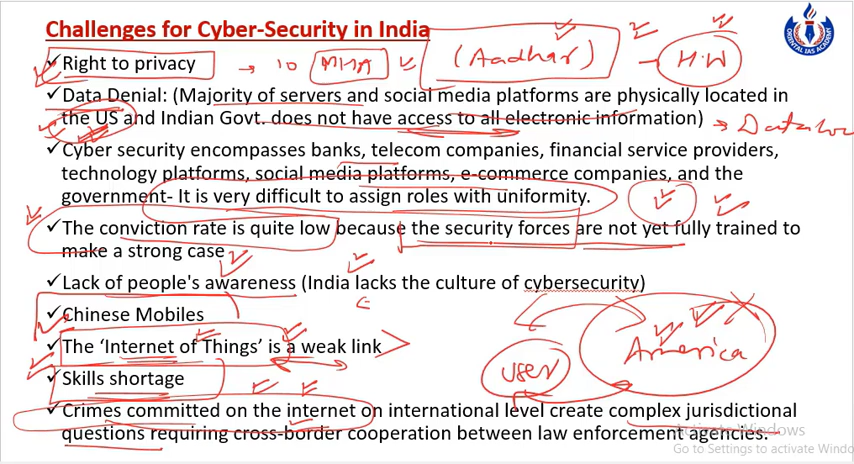 Challenges for Cyber-Security in India
ORIENTAL IAS ACADEMY
✓Right to privacy → 10 MHA (Aadhar) → H.W
✓Data Denial: (Majority of servers and social media platforms are physically located in
the US and Indian Govt. does not have access to all electronic information)
✓Cyber security encompasses banks, telecom companies, financial service providers,
technology platforms, social media platforms, e-commerce companies, and the
government- It is very difficult to assign roles with uniformity.
✓The conviction rate is quite low because the security forces are not yet fully trained to
make a strong case
✓Lack of people's awareness (India lacks the culture of cybersecurity)
✓Chinese Mobiles
✓The ‘Internet of Things’ is a weak link
America
user
✓Skills shortage
✓Crimes committed on the internet on international level create complex jurisdictional
questions requiring cross-border cooperation between law enforcement agencies.
Activate Windows
Go to Settings to activate Windo